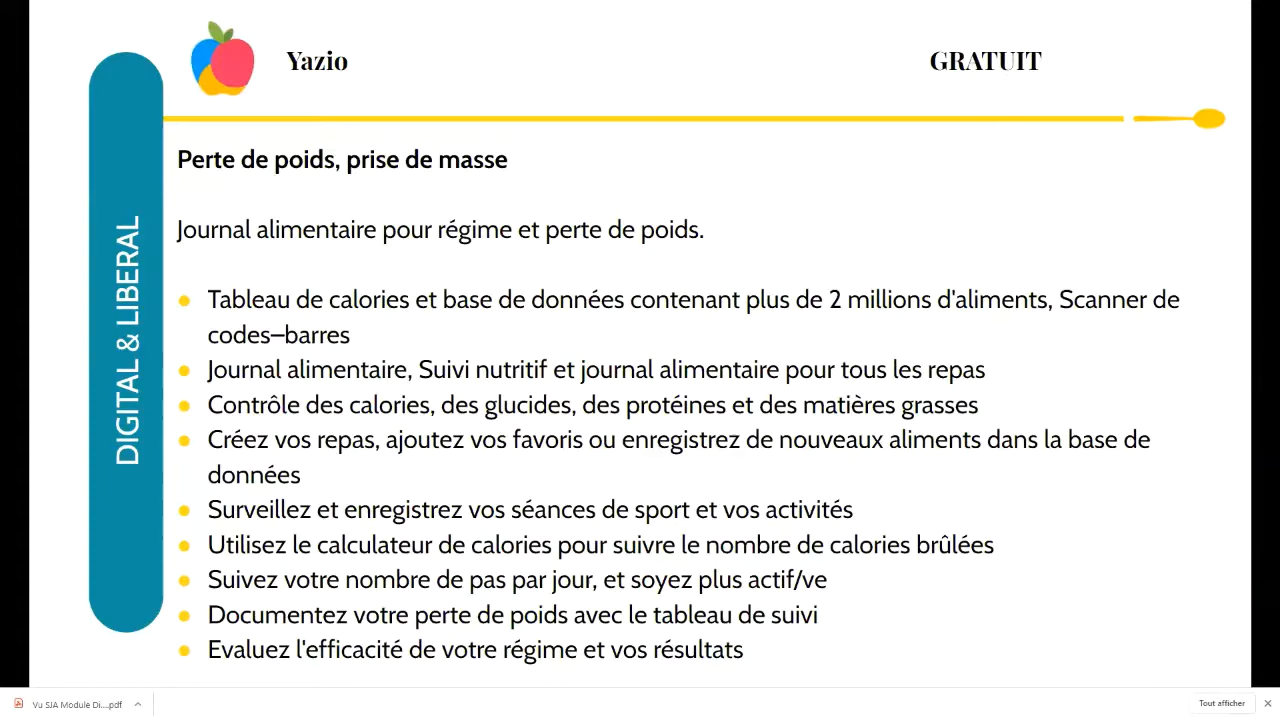 Yazio
GRATUIT
DIGITAL & LIBERAL
Perte de poids, prise de masse
Journal alimentaire pour régime et perte de poids.
Tableau de calories et base de données contenant plus de 2 millions d'aliments, Scanner de
codes–barres
Journal alimentaire, Suivi nutritif et journal alimentaire pour tous les repas
Contrôle des calories, des glucides, des protéines et des matières grasses
Créez vos repas, ajoutez vos favoris ou enregistrez de nouveaux aliments dans la base de
données
Surveillez et enregistrez vos séances de sport et vos activités
Utilisez le calculateur de calories pour suivre le nombre de calories brûlées
Suivez votre nombre de pas par jour, et soyez plus actif/ve
Documentez votre perte de poids avec le tableau de suivi
Evaluez l'efficacité de votre régime et vos résultats
Vu SJA Module Di....pdf
Tout afficher